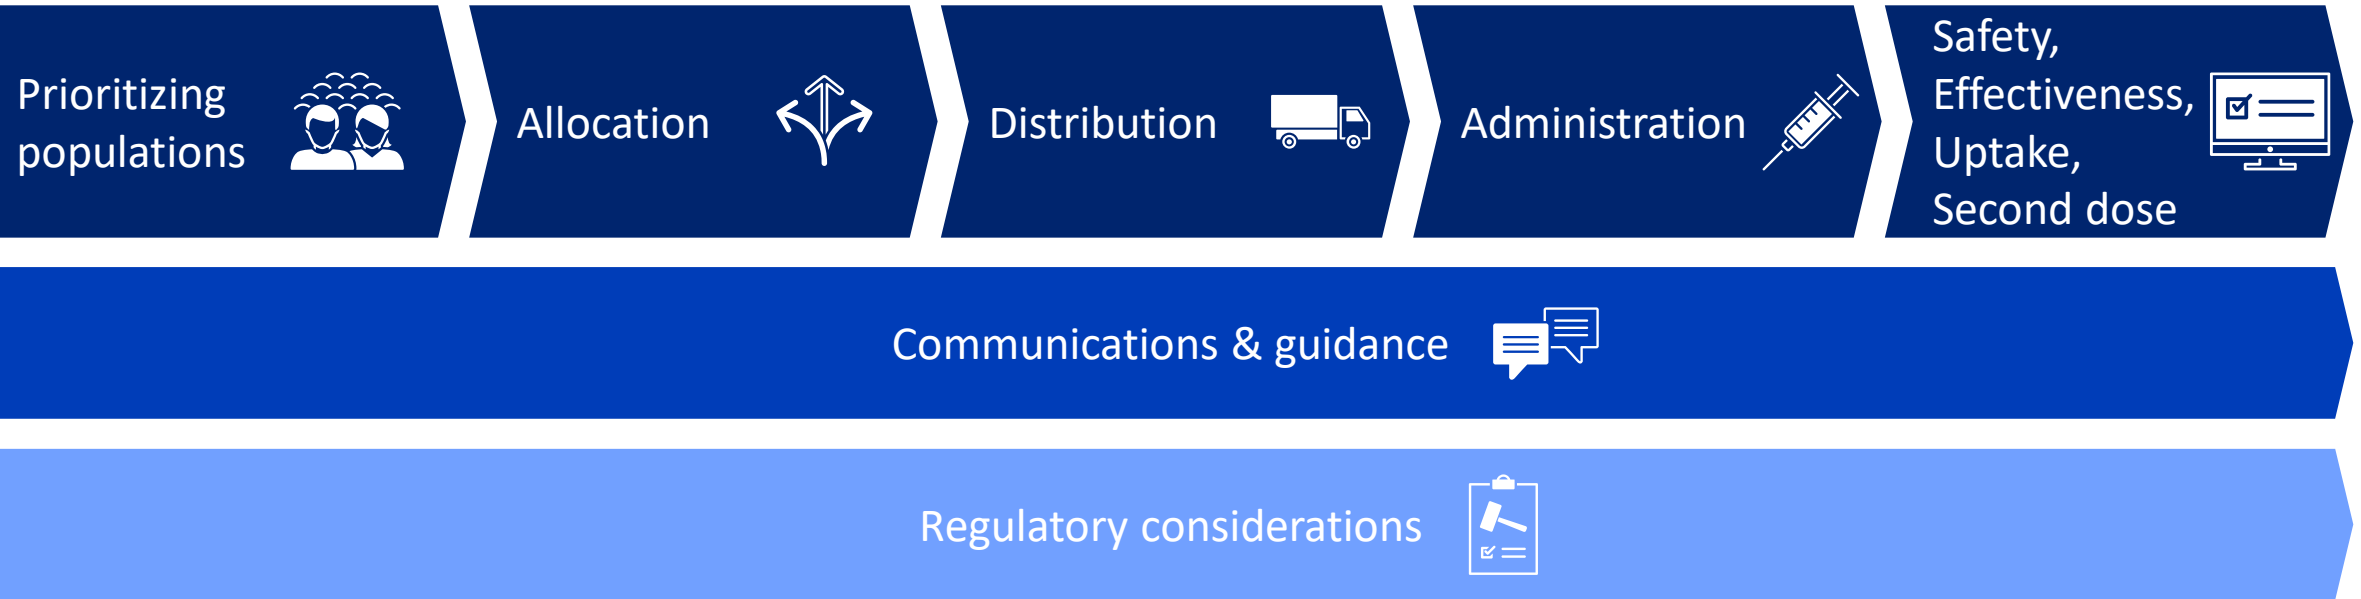 Prioritizing
populations
Allocation
Distribution
Administration
Safety,
Effectiveness,
Uptake,
Second dose
Communications & guidance
Regulatory considerations